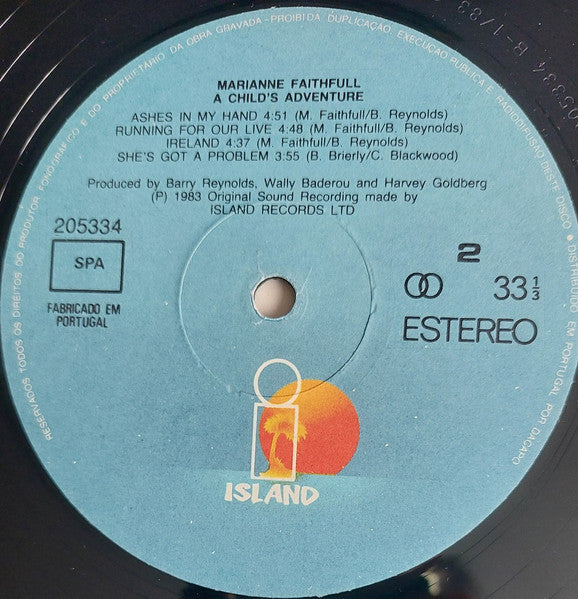 RESERVADOS TODOS OS DIREITOS DO PRODUTOR FONOGRÁFICO E DO PROPRIETÁRIO DA OBRA GRAVADA-PROIBIDA DUPLICAÇÃO, EXECUÇÃO PÚBLICA E RADIODIFUSÃO DESTE DISCO • DISTRIBUIDO EM PORTUGAL POR DACAPO
205334 B-1/83
MARIANNE FAITHFULL
A CHILD'S ADVENTURE
ASHES IN MY HAND 4:51 (M. Faithfull/B. Reynolds)
RUNNING FOR OUR LIVE 4:48 (M. Faithfull/B. Reynolds)
IRELAND 4:37 (M. Faithfull/B. Reynolds)
SHE'S GOT A PROBLEM 3:55 (B. Brierly/C. Blackwood)
Produced by Barry Reynolds, Wally Baderou and Harvey Goldberg
(P) 1983 Original Sound Recording made by
ISLAND RECORDS LTD
205334
SPA
FABRICADO EM
PORTUGAL
2
33 1/3
ESTEREO
ISLAND